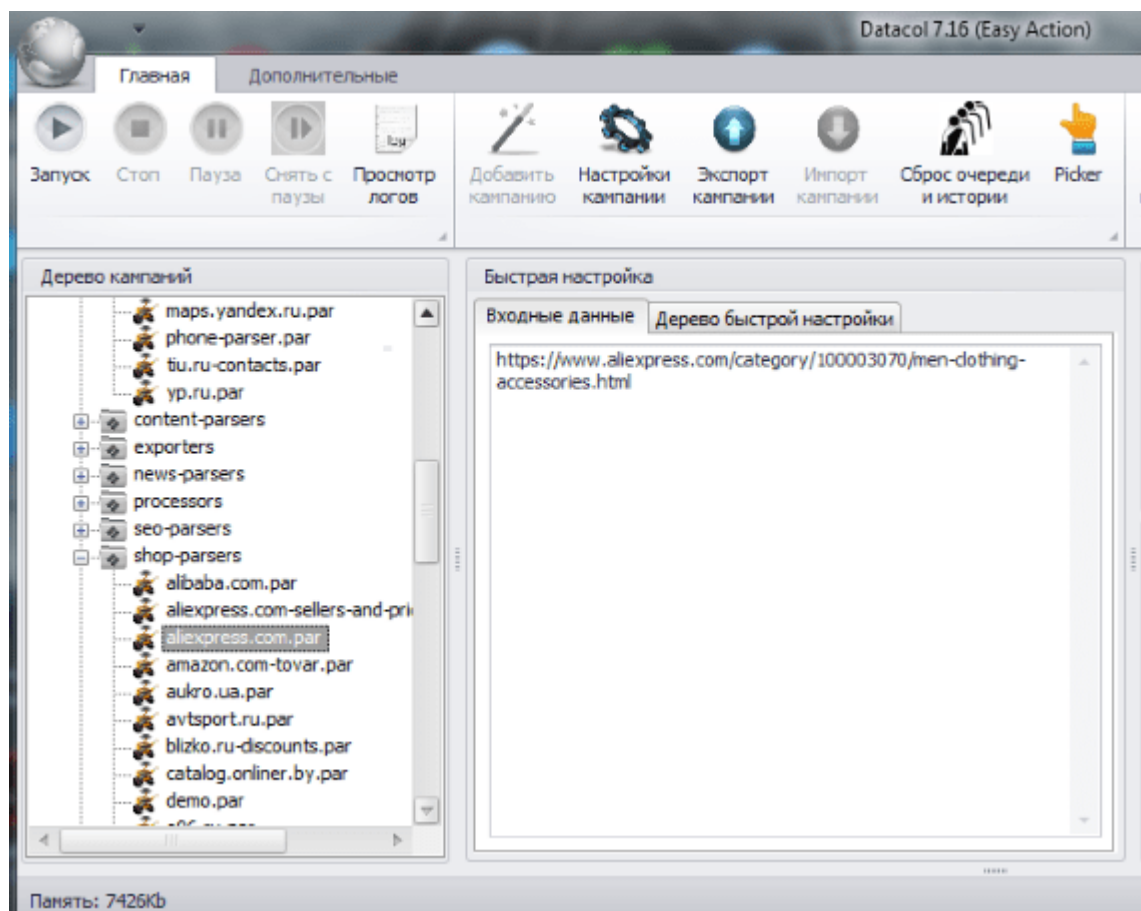 Datacol 7.16 (Easy Action)
Главная Дополнительные
Запуск Стоп Пауза Снять с паузы Просмотр логов Добавить кампанию Настройки кампании Экспорт кампании Импорт кампании Сброс очереди и истории Picker
Дерево кампаний
maps.yandex.ru.par
phone-parser.par
tiu.ru-contacts.par
yp.ru.par
content-parsers
exporters
news-parsers
processors
seo-parsers
shop-parsers
alibaba.com.par
aliexpress.com-sellers-and-pri
aliexpress.com.par
amazon.com-tovar.par
aukro.ua.par
avtsport.ru.par
blizko.ru-discounts.par
catalog.onliner.by.par
demo.par
Быстрая настройка
Входные данные Дерево быстрой настройки
https://www.aliexpress.com/category/100003070/men-clothing-
accessories.html
Память: 7426Kb